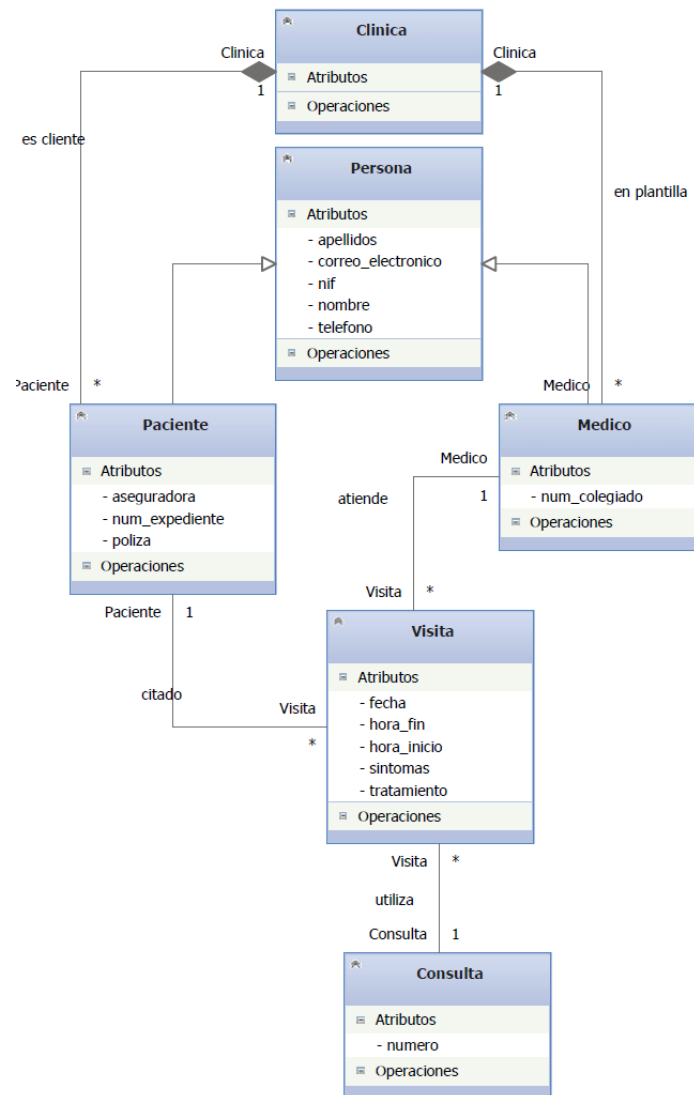 Clinica
Atributos
Operaciones
Clinica
1
es cliente
Paciente *
Clinica
1
en plantilla
Medico *
Persona
Atributos
- apellidos
- correo_electronico
- nif
- nombre
- telefono
Operaciones
Paciente
Atributos
- aseguradora
- num_expediente
- poliza
Operaciones
Medico
Atributos
- num_colegiado
Operaciones
Medico
1
atiende
Visita *
Paciente 1
citado
Visita
*
Visita
Atributos
- fecha
- hora_fin
- hora_inicio
- sintomas
- tratamiento
Operaciones
Visita *
utiliza
Consulta 1
Consulta
Atributos
- numero
Operaciones